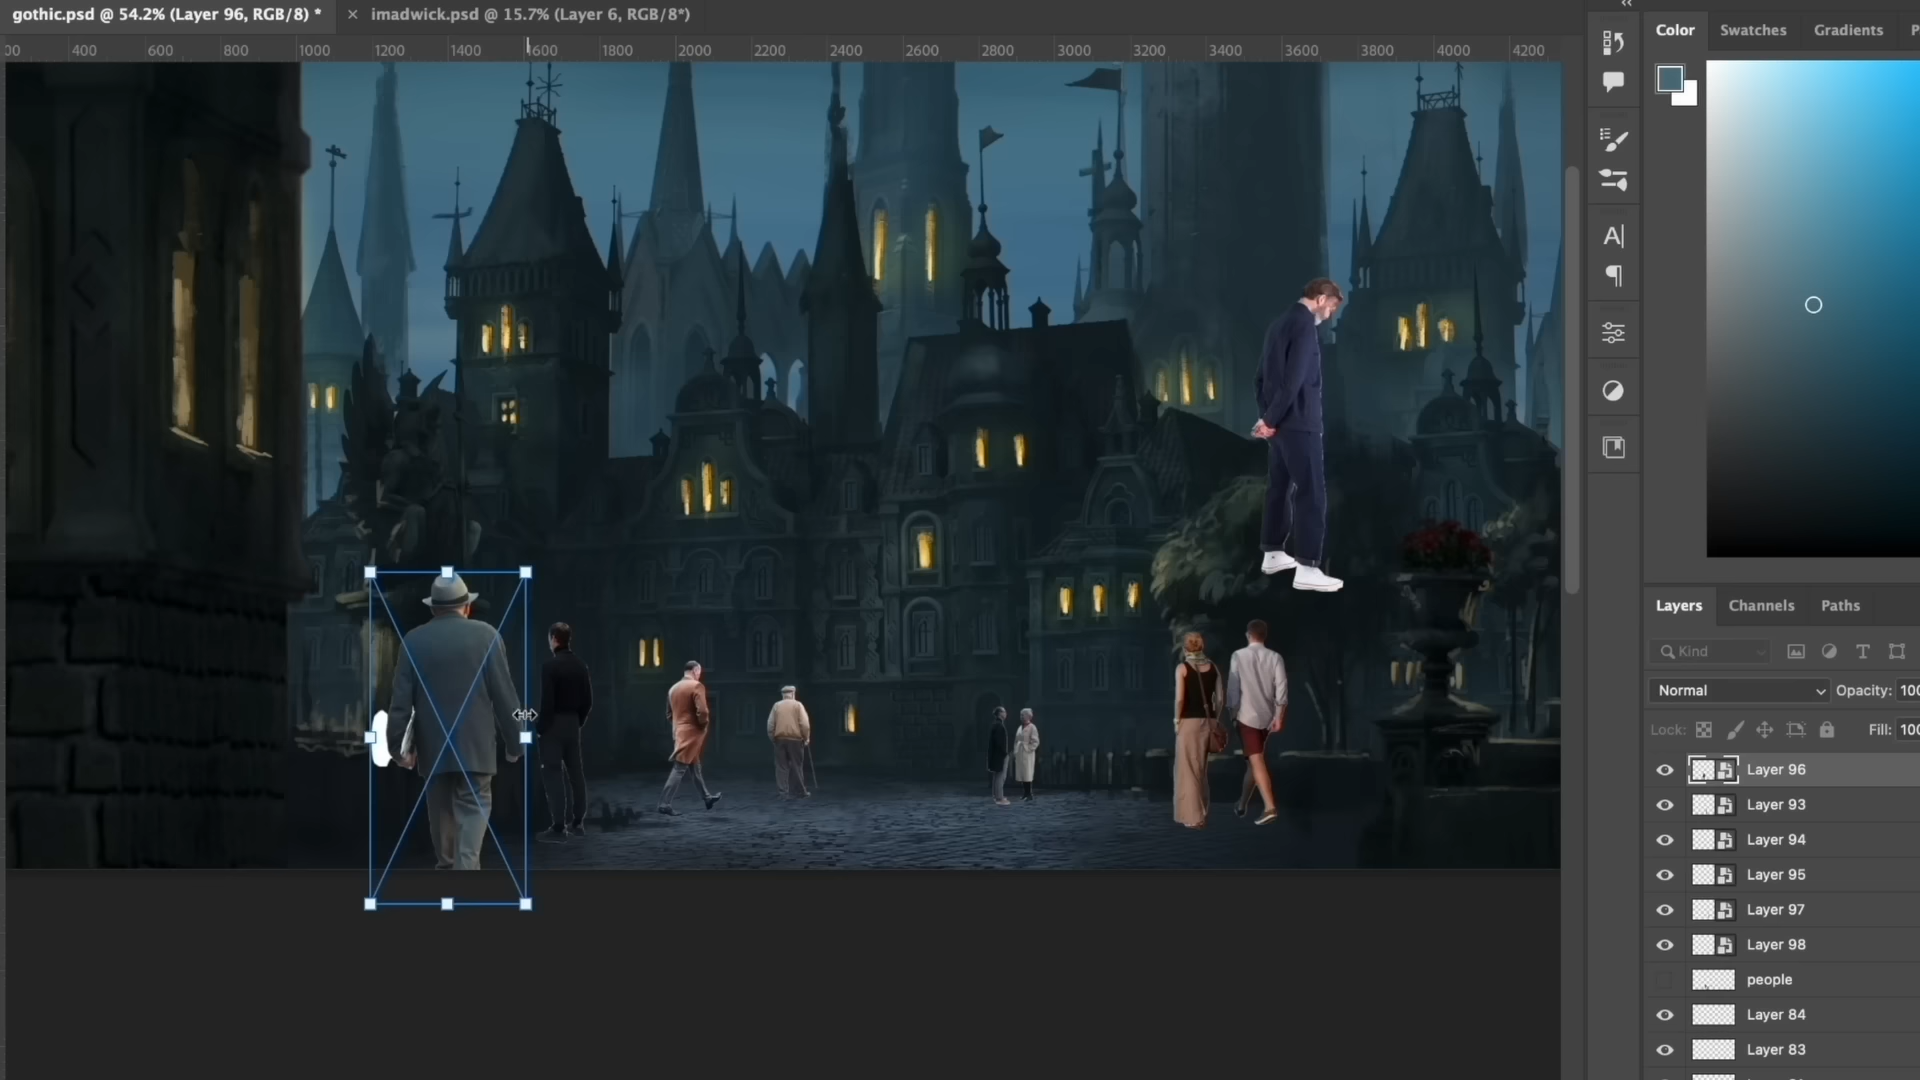 gothic.psd @ 54.2% (Layer 96, RGB/8) *
× imadwick.psd @ 15.7% (Layer 6, RGB/8*)
00 400 600 800 1000 1200 1400 1600 1800 2000 2200 2400 2600 2800 3000 3200 3400 3600 3800 4000 4200
Color Swatches Gradients P
A|
Layers Channels Paths
Kind
Normal Opacity: 100
Lock: Fill: 100
Layer 96
Layer 93
Layer 94
Layer 95
Layer 97
Layer 98
people
Layer 84
Layer 83